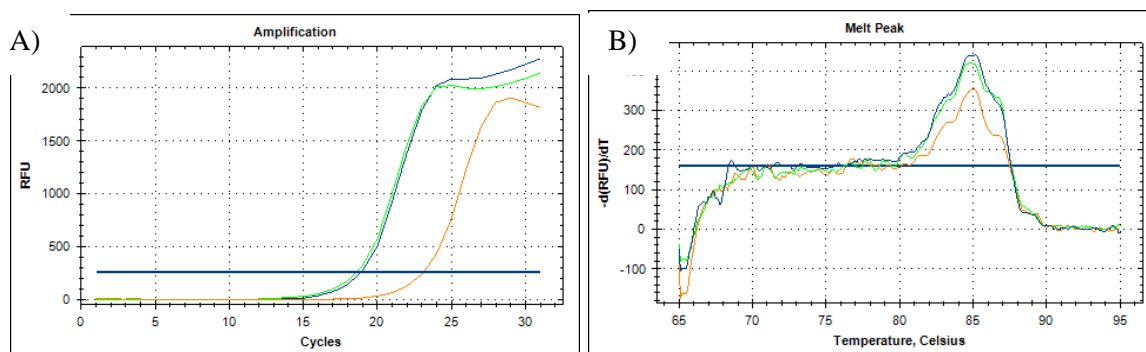 A)
Amplification
2000
1500
1000
500
0
RFU
0 5 10 15 20 25 30
Cycles
B)
Melt Peak
300
200
100
0
-100
-d(RFU)/dT
65 70 75 80 85 90 95
Temperature, Celsius